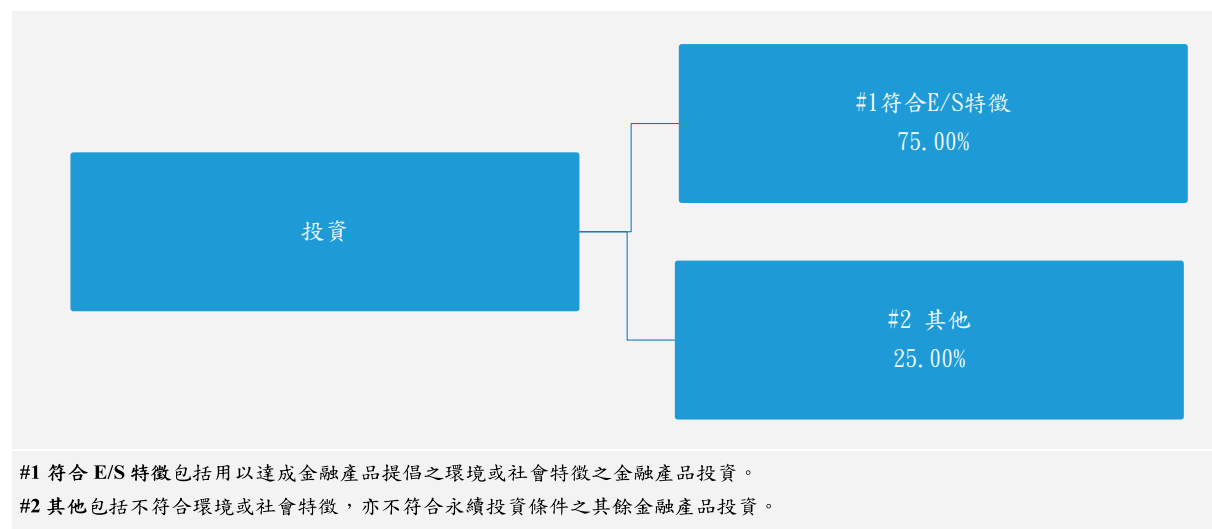 #1符合E/S特徵
75.00%
投資
#2 其他
25.00%
#1 符合 E/S 特徵包括用以達成金融產品提倡之環境或社會特徵之金融產品投資。
#2 其他包括不符合環境或社會特徵，亦不符合永續投資條件之其餘金融產品投資。